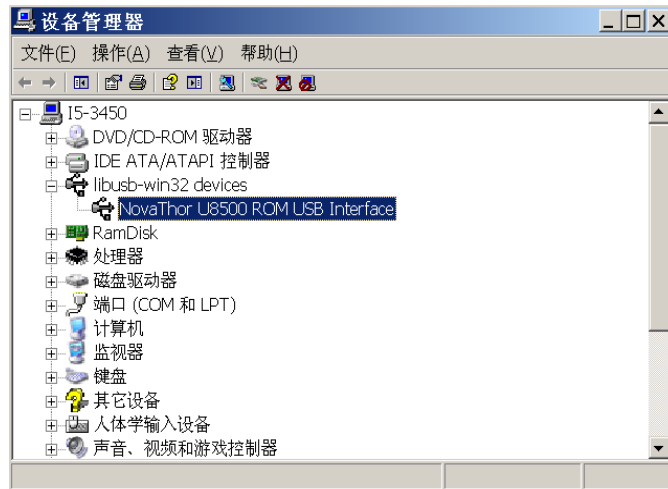 设备管理器
文件(F) 操作(A) 查看(V) 帮助(H)
I5-3450
DVD/CD-ROM 驱动器
IDE ATA/ATAPI 控制器
libusb-win32 devices
NovaThor U8500 ROM USB Interface
RamDisk
处理器
磁盘驱动器
端口 (COM 和 LPT)
计算机
监视器
键盘
其它设备
人体学输入设备
声音、视频和游戏控制器